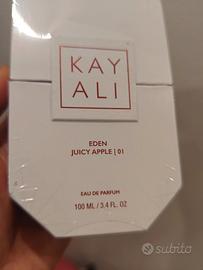 KAY
ALI
EDEN
JUICY APPLE | 01
EAU DE PARFUM
100 ML / 3.4 FL. OZ
subito